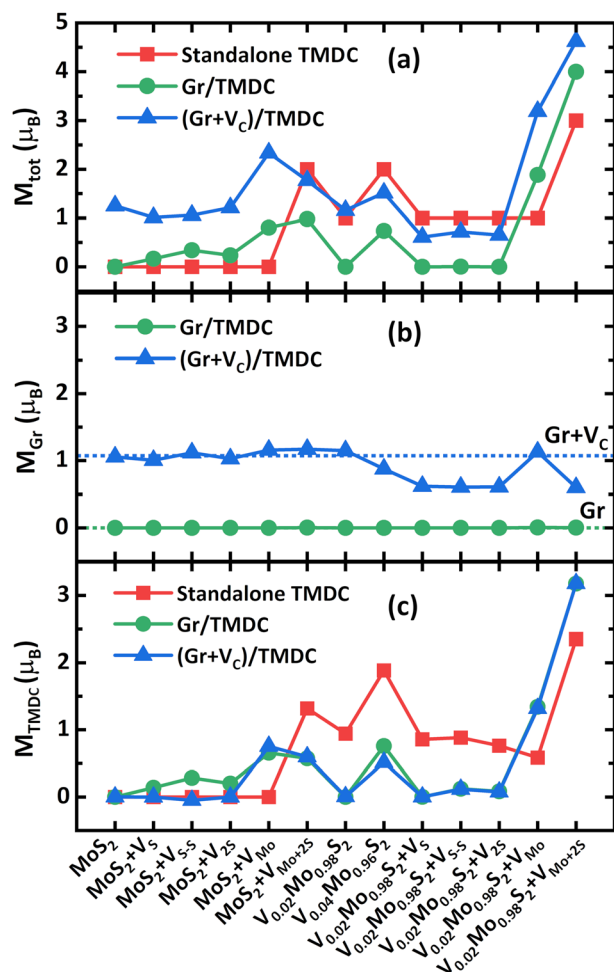 5
4
3
2
1
0
M_tot (μ_B)
(a)
Standalone TMDC
Gr/TMDC
(Gr+V_C)/TMDC
3
2
1
0
M_Gr (μ_B)
(b)
Gr/TMDC
(Gr+V_C)/TMDC
Gr+V_C
Gr
3
2
1
0
M_TMDC (μ_B)
(c)
Standalone TMDC
Gr/TMDC
(Gr+V_C)/TMDC
MoS₂
MoS₂+V_S
MoS₂+V_S-S
MoS₂+V_2S
MoS₂+V_Mo
MoS₂+V_Mo+2S
V₀.₀₂Mo₀.₉₈S₂
V₀.₀₄Mo₀.₉₆S₂
V₀.₀₂Mo₀.₉₈S₂+V_S
V₀.₀₂Mo₀.₉₈S₂+V_S-S
V₀.₀₂Mo₀.₉₈S₂+V_2S
V₀.₀₂Mo₀.₉₈S₂+V_Mo
V₀.₀₂Mo₀.₉₈S₂+V_Mo+2S